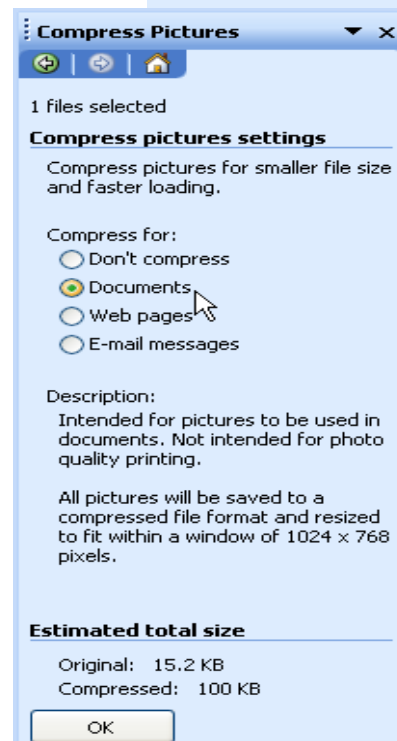 Compress Pictures
1 files selected
Compress pictures settings
Compress pictures for smaller file size
and faster loading.
Compress for:
Don't compress
Documents
Web pages
E-mail messages
Description:
Intended for pictures to be used in
documents. Not intended for photo
quality printing.
All pictures will be saved to a
compressed file format and resized
to fit within a window of 1024 x 768
pixels.
Estimated total size
Original: 15.2 KB
Compressed: 100 KB
OK